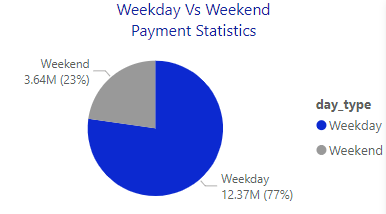 Weekday Vs Weekend
Payment Statistics
Weekend
3.64M (23%)
day_type
Weekday
Weekend
Weekday
12.37M (77%)